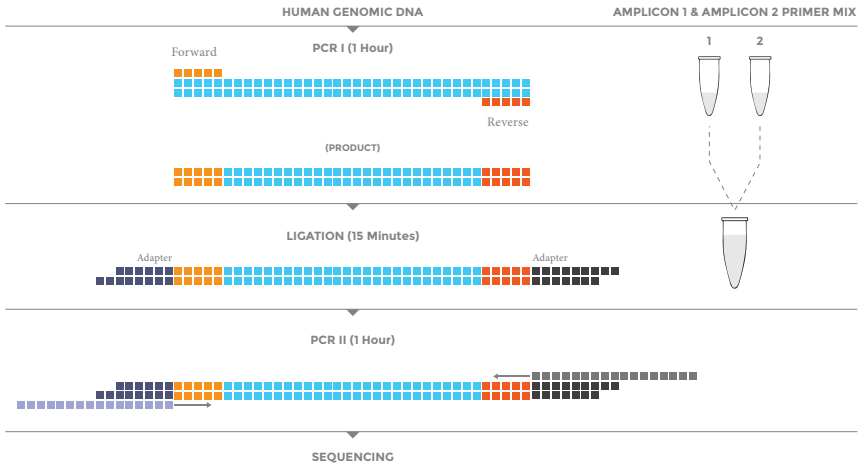 HUMAN GENOMIC DNA
AMPLICON 1 & AMPLICON 2 PRIMER MIX
PCR I (1 Hour)
1
2
Forward
Reverse
(PRODUCT)
LIGATION (15 Minutes)
Adapter
Adapter
PCR II (1 Hour)
SEQUENCING